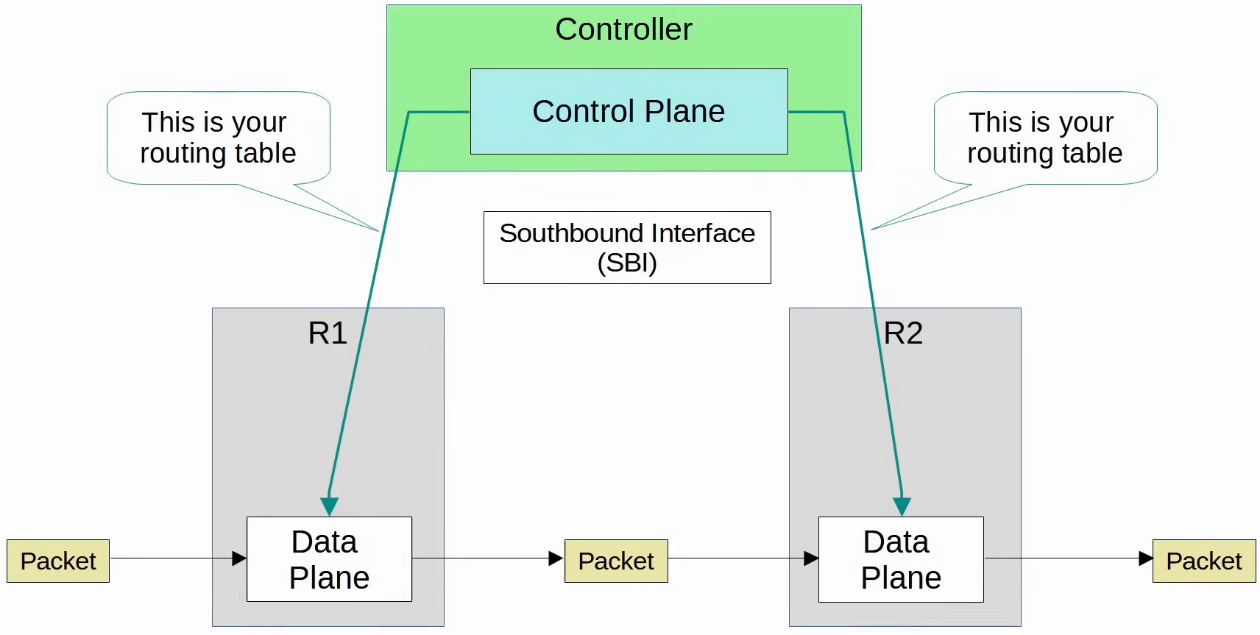 Controller
Control Plane
This is your
routing table
This is your
routing table
Southbound Interface
(SBI)
R1
R2
Packet
Data
Plane
Packet
Data
Plane
Packet